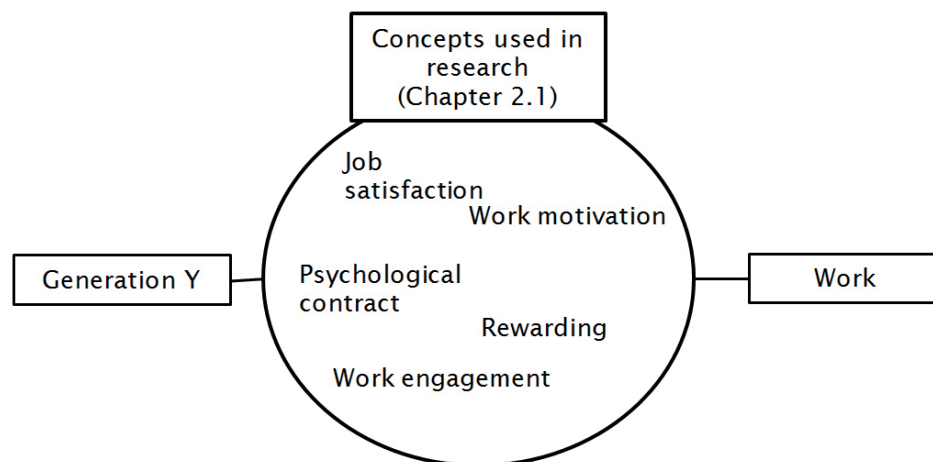 Concepts used in
research
(Chapter 2.1)
Job
satisfaction
Work motivation
Generation Y
Psychological
contract
Work
Rewarding
Work engagement